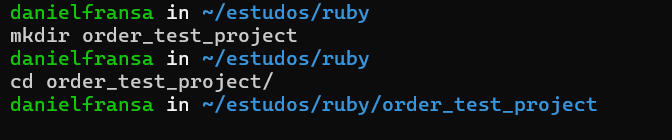 danielfransa in ~/estudos/ruby
mkdir order_test_project
danielfransa in ~/estudos/ruby
cd order_test_project/
danielfransa in ~/estudos/ruby/order_test_project